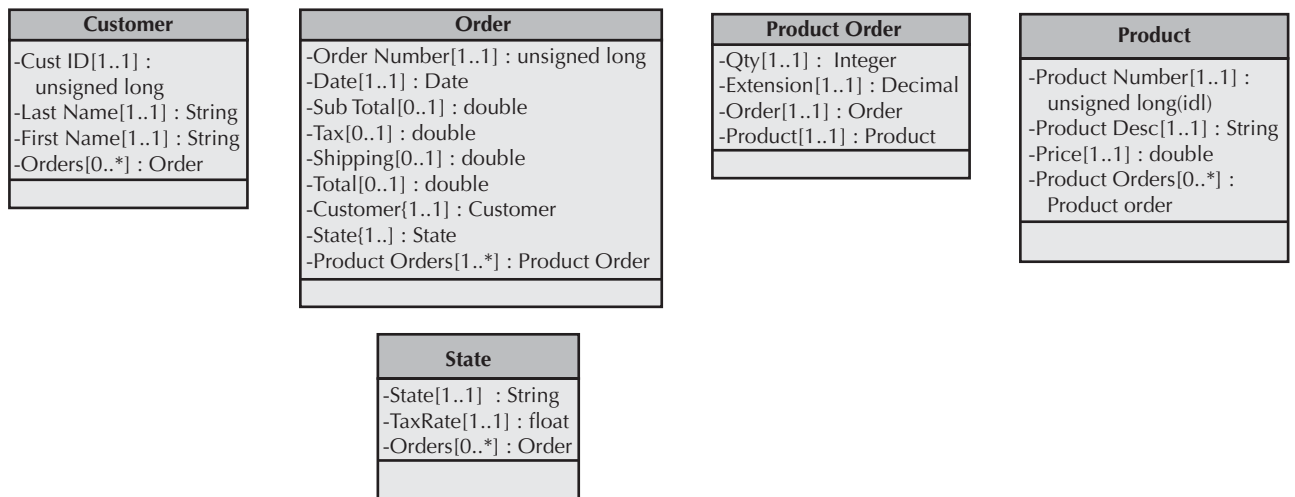 Customer
-Cust ID[1..1] :
unsigned long
-Last Name[1..1] : String
-First Name[1..1] : String
-Orders[0..*] : Order
Order
-Order Number[1..1] : unsigned long
-Date[1..1] : Date
-Sub Total[0..1] : double
-Tax[0..1] : double
-Shipping[0..1] : double
-Total[0..1] : double
-Customer{1..1] : Customer
-State{1..] : State
-Product Orders[1..*] : Product Order
Product Order
-Qty[1..1] : Integer
-Extension[1..1] : Decimal
-Order[1..1] : Order
-Product[1..1] : Product
Product
-Product Number[1..1] :
unsigned long(idl)
-Product Desc[1..1] : String
-Price[1..1] : double
-Product Orders[0..*] :
Product order
State
-State[1..1] : String
-TaxRate[1..1] : float
-Orders[0..*] : Order